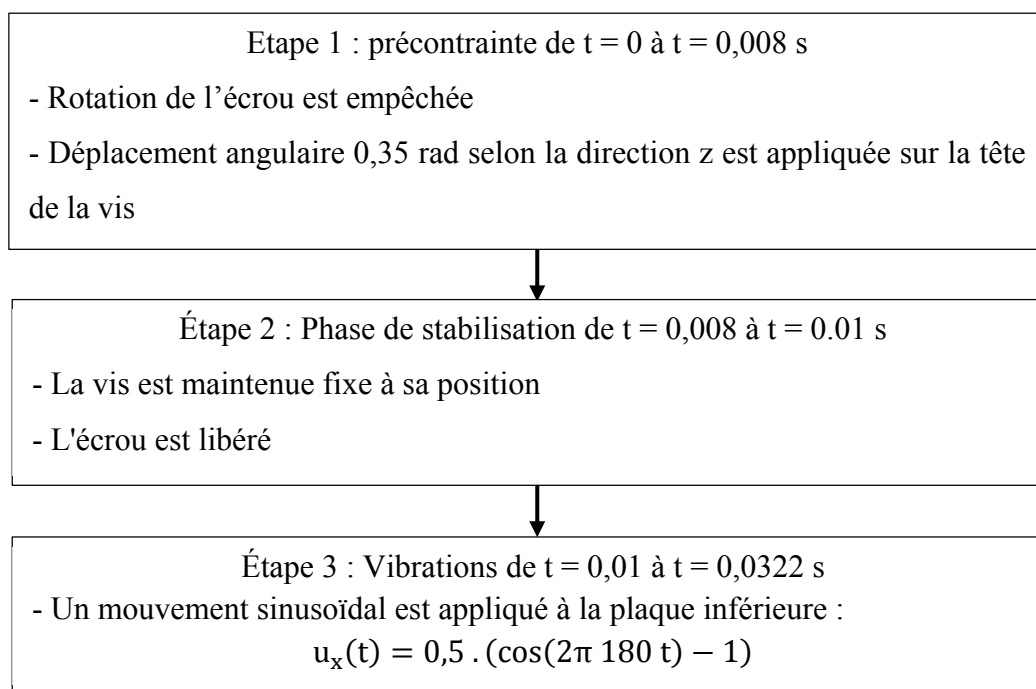 Etape 1 : précontrainte de t = 0 à t = 0,008 s
- Rotation de l’écrou est empêchée
- Déplacement angulaire 0,35 rad selon la direction z est appliquée sur la tête
de la vis
Étape 2 : Phase de stabilisation de t = 0,008 à t = 0.01 s
- La vis est maintenue fixe à sa position
- L'écrou est libéré
Étape 3 : Vibrations de t = 0,01 à t = 0,0322 s
- Un mouvement sinusoïdal est appliqué à la plaque inférieure :
uₓ(t) = 0,5 . (cos(2π 180 t) − 1)